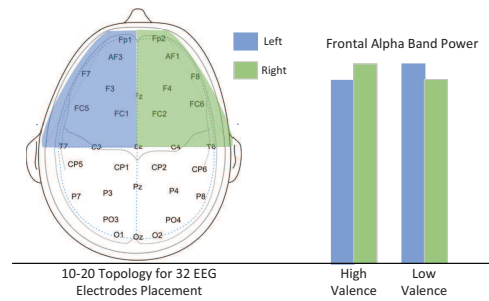 Fp1 Fp2
AF3 AF1
F7 F8
F3 Fz F4
FC5 FC1 FC2 FC6
T7 C3 Cz C4 T8
CP5 CP1 CP2 CP6
P7 P3 Pz P4 P8
PO3 PO4
O1 Oz O2
10-20 Topology for 32 EEG
Electrodes Placement
Left
Right
Frontal Alpha Band Power
High Low
Valence Valence